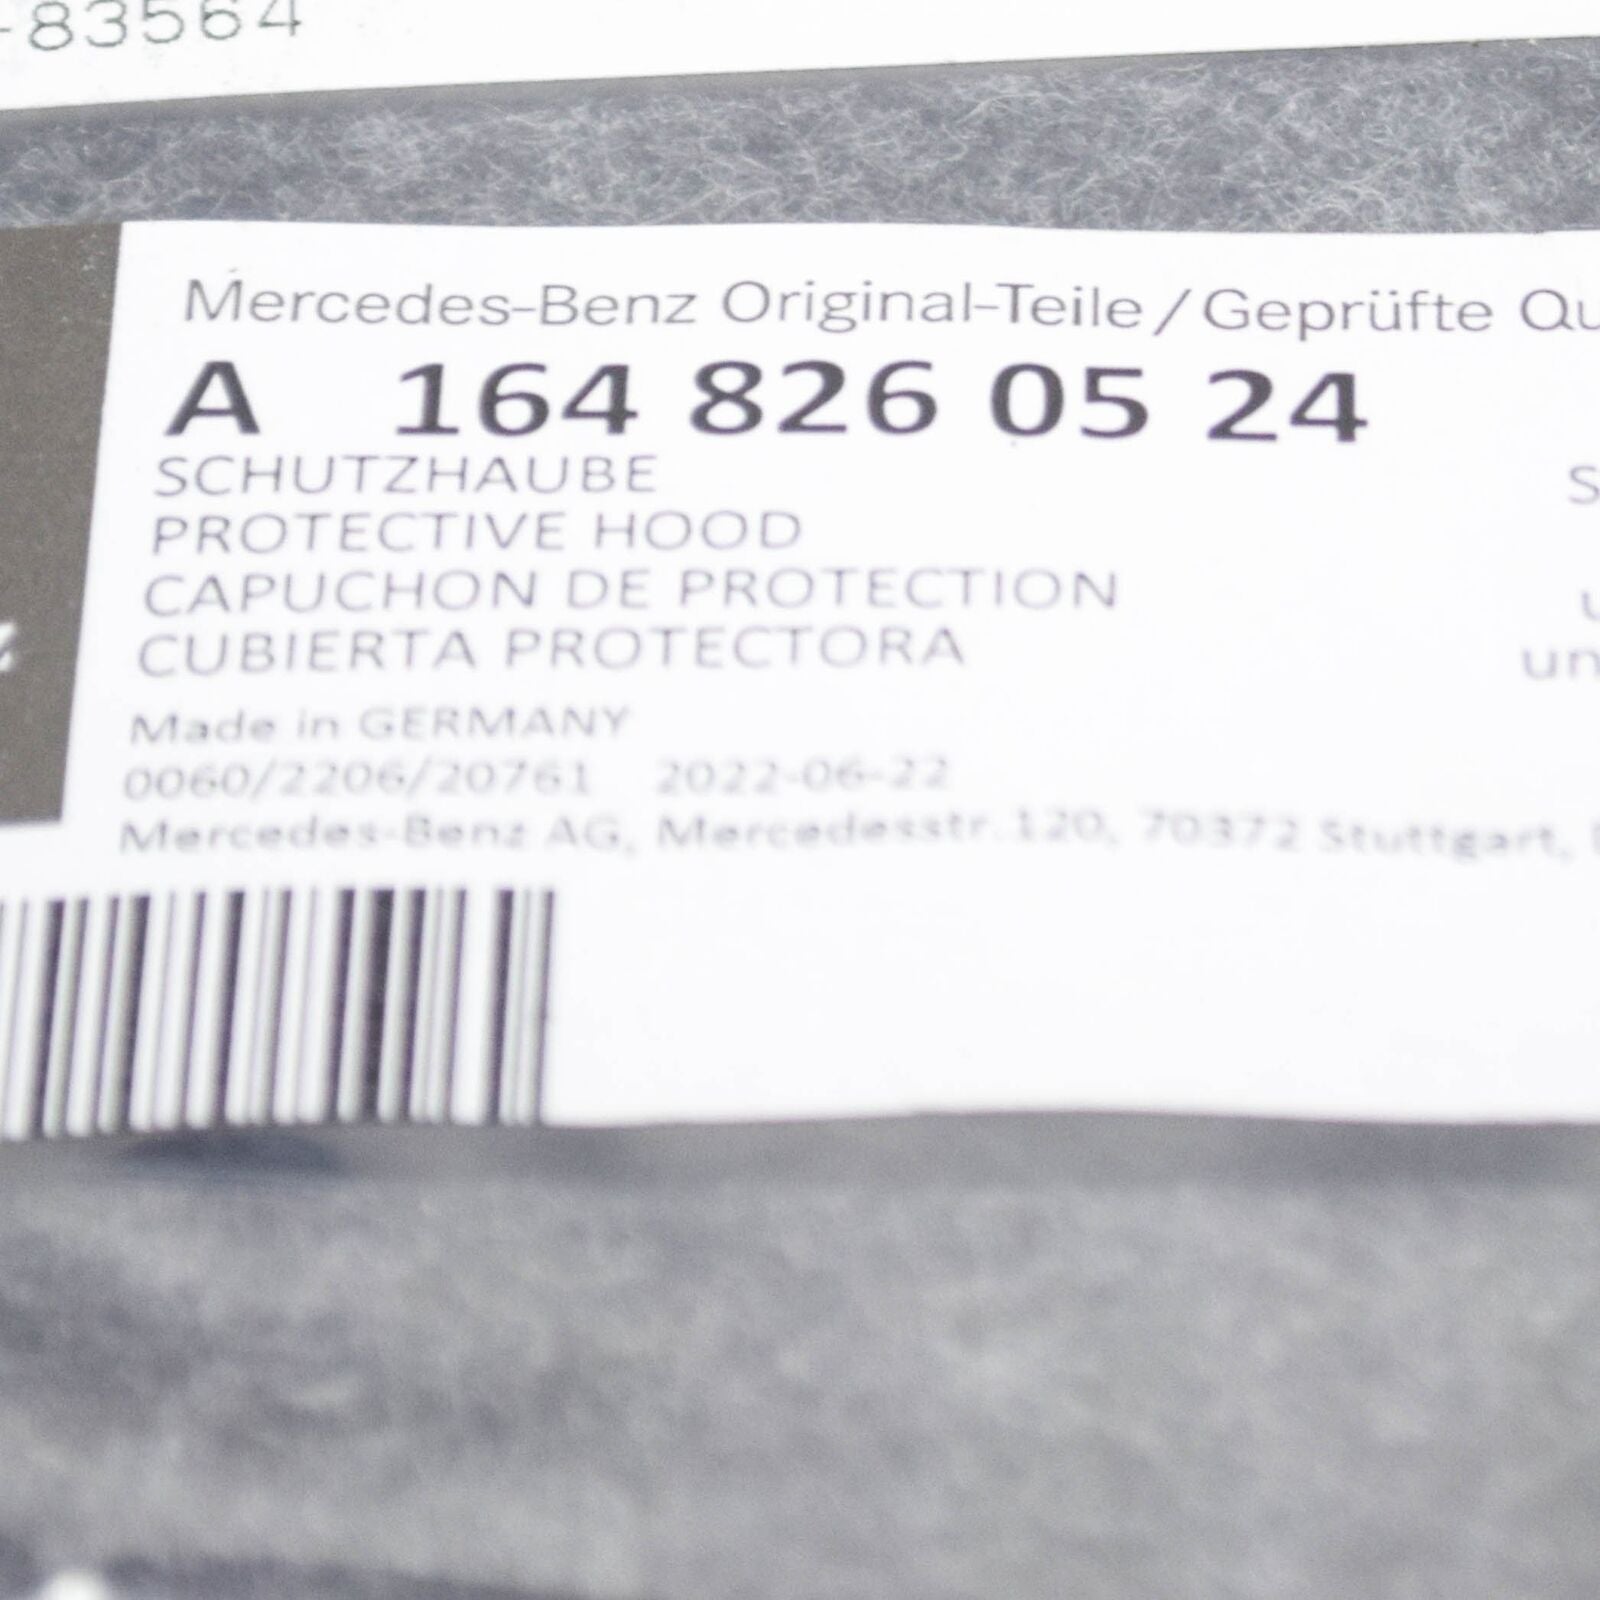 -83564
Mercedes-Benz Original-Teile / Geprüfte Qu
A 164 826 05 24
SCHUTZHAUBE
PROTECTIVE HOOD
CAPUCHON DE PROTECTION
CUBIERTA PROTECTORA
Made in GERMANY
0060/2206/20761 2022-06-22
Mercedes-Benz AG, Mercedesstr.120, 70372 Stuttgart,